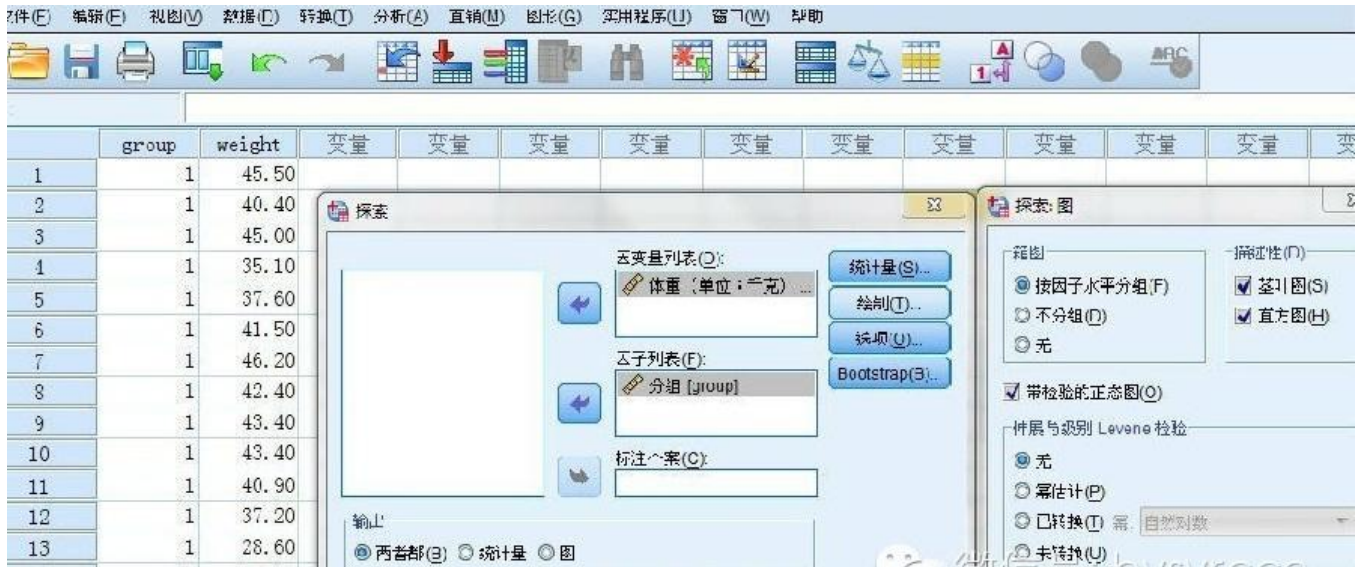 文件(F) 编辑(E) 视图(V) 数据(D) 转换(T) 分析(A) 直销(M) 图形(G) 实用程序(U) 窗口(W) 帮助
A
1
ABC
group weight 变量 变量 变量 变量 变量 变量 变量 变量 变量 变量 变
1 1 45.50
2 1 40.40
3 1 45.00
4 1 35.10
5 1 37.60
6 1 41.50
7 1 46.20
8 1 42.40
9 1 43.40
10 1 43.40
11 1 40.90
12 1 37.20
13 1 28.60
探索
因变量列表(D):
体重（单位：千克） ...
因子列表(F):
分组 [group]
标注个案(C):
统计量(S)...
绘制(T)...
选项(O)...
Bootstrap(B)...
输出
两者都(B) 统计量 图
探索: 图
箱图
按因子水平分组(F)
不分组(D)
无
描述性(D)
茎叶图(S)
直方图(H)
带检验的正态图(O)
伸展与级别 Levene 检验
无
幂估计(P)
已转换(T) 幂: 自然对数
未转换(U)